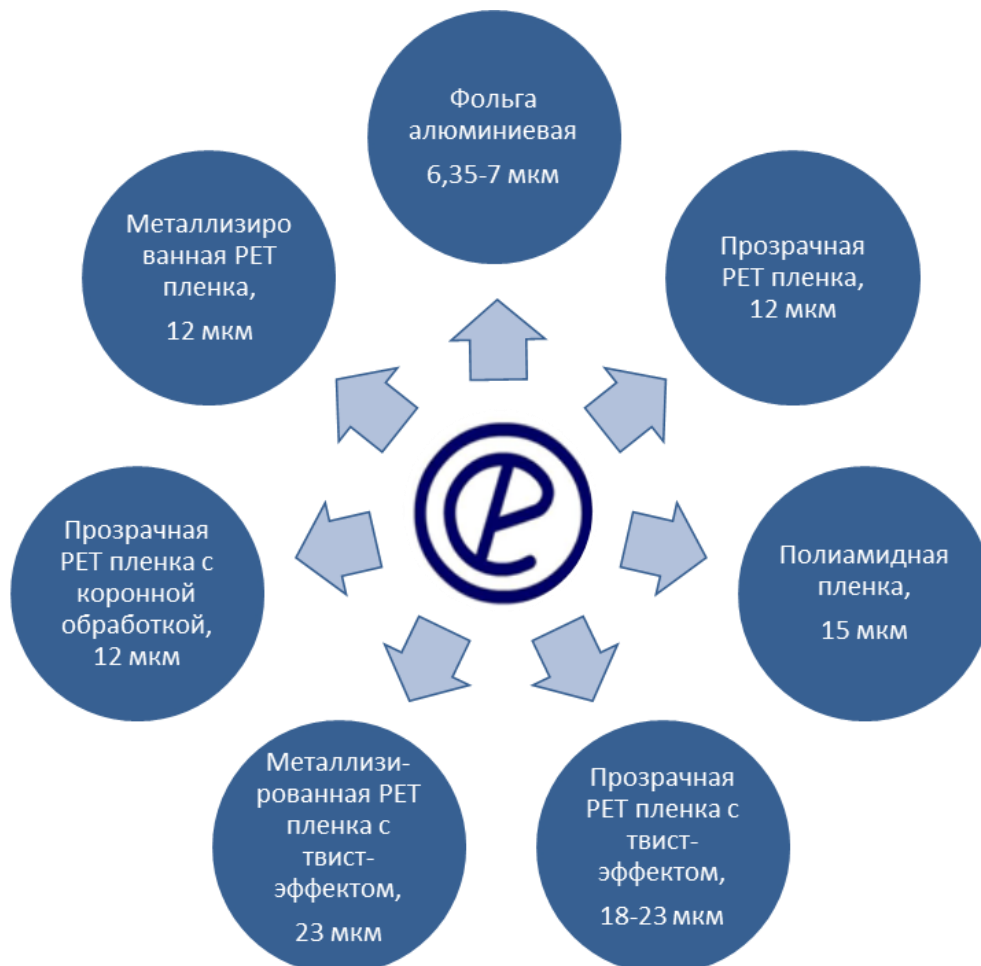 Фольга
алюминиевая
6,35-7 мкм
Прозрачная
PET пленка,
12 мкм
Полиамидная
пленка,
15 мкм
Прозрачная
PET пленка с
твист-
эффектом,
18-23 мкм
Металлизи-
рованная PET
пленка с
твист-
эффектом,
23 мкм
Прозрачная
PET пленка с
коронной
обработкой,
12 мкм
Металлизиро
ванная PET
пленка,
12 мкм